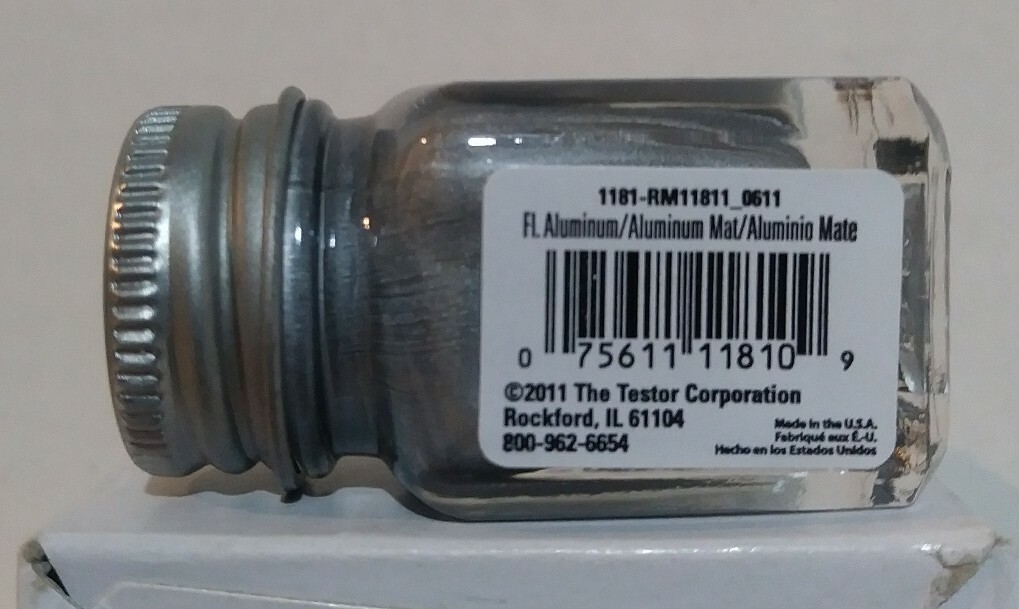 1181-RM11811_0611
Fl. Aluminum/Aluminum Mat/Aluminio Mate
0 75611 11810 9
©2011 The Testor Corporation
Rockford, IL 61104
800-962-6654
Made in the U.S.A.
Fabriqué aux É.-U.
Hecho en los Estados Unidos